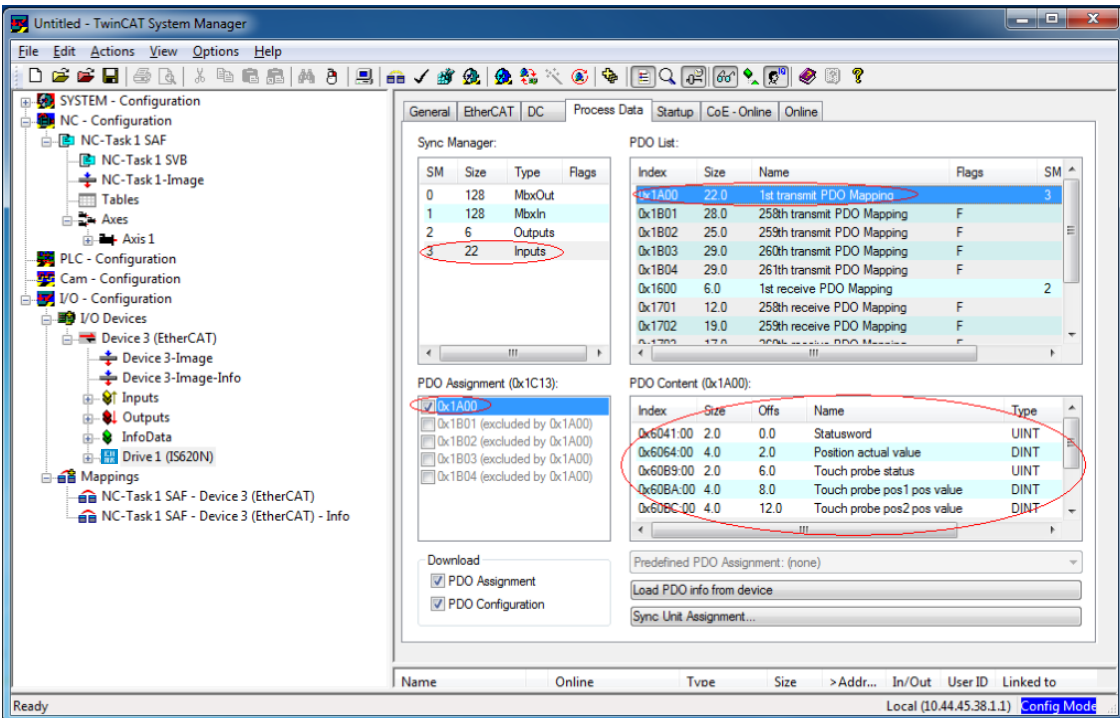 Untitled - TwinCAT System Manager
File Edit Actions View Options Help
SYSTEM - Configuration
NC - Configuration
NC-Task 1 SAF
NC-Task 1 SVB
NC-Task 1-Image
Tables
Axes
Axis 1
PLC - Configuration
Cam - Configuration
I/O - Configuration
I/O Devices
Device 3 (EtherCAT)
Device 3-Image
Device 3-Image-Info
Inputs
Outputs
InfoData
Drive 1 (IS620N)
Mappings
NC-Task 1 SAF - Device 3 (EtherCAT)
NC-Task 1 SAF - Device 3 (EtherCAT) - Info
General EtherCAT DC Process Data Startup CoE - Online Online
Sync Manager:
SM Size Type Flags
0 128 MbxOut
1 128 MbxIn
2 6 Outputs
3 22 Inputs
PDO List:
Index Size Name Flags SM
0x1A00 22.0 1st transmit PDO Mapping 3
0x1B01 28.0 258th transmit PDO Mapping F
0x1B02 25.0 259th transmit PDO Mapping F
0x1B03 29.0 260th transmit PDO Mapping F
0x1B04 29.0 261th transmit PDO Mapping F
0x1600 6.0 1st receive PDO Mapping 2
0x1701 12.0 258th receive PDO Mapping F
0x1702 19.0 259th receive PDO Mapping F
PDO Assignment (0x1C13):
0x1A00
0x1B01 (excluded by 0x1A00)
0x1B02 (excluded by 0x1A00)
0x1B03 (excluded by 0x1A00)
0x1B04 (excluded by 0x1A00)
PDO Content (0x1A00):
Index Size Offs Name Type
0x6041:00 2.0 0.0 Statusword UINT
0x6064:00 4.0 2.0 Position actual value DINT
0x60B9:00 2.0 6.0 Touch probe status UINT
0x60BA:00 4.0 8.0 Touch probe pos1 pos value DINT
0x60BC:00 4.0 12.0 Touch probe pos2 pos value DINT
Download
PDO Assignment
PDO Configuration
Predefined PDO Assignment: (none)
Load PDO info from device
Sync Unit Assignment...
Name Online Type Size >Addr... In/Out User ID Linked to
Ready Local (10.44.45.38.1.1) Config Mode